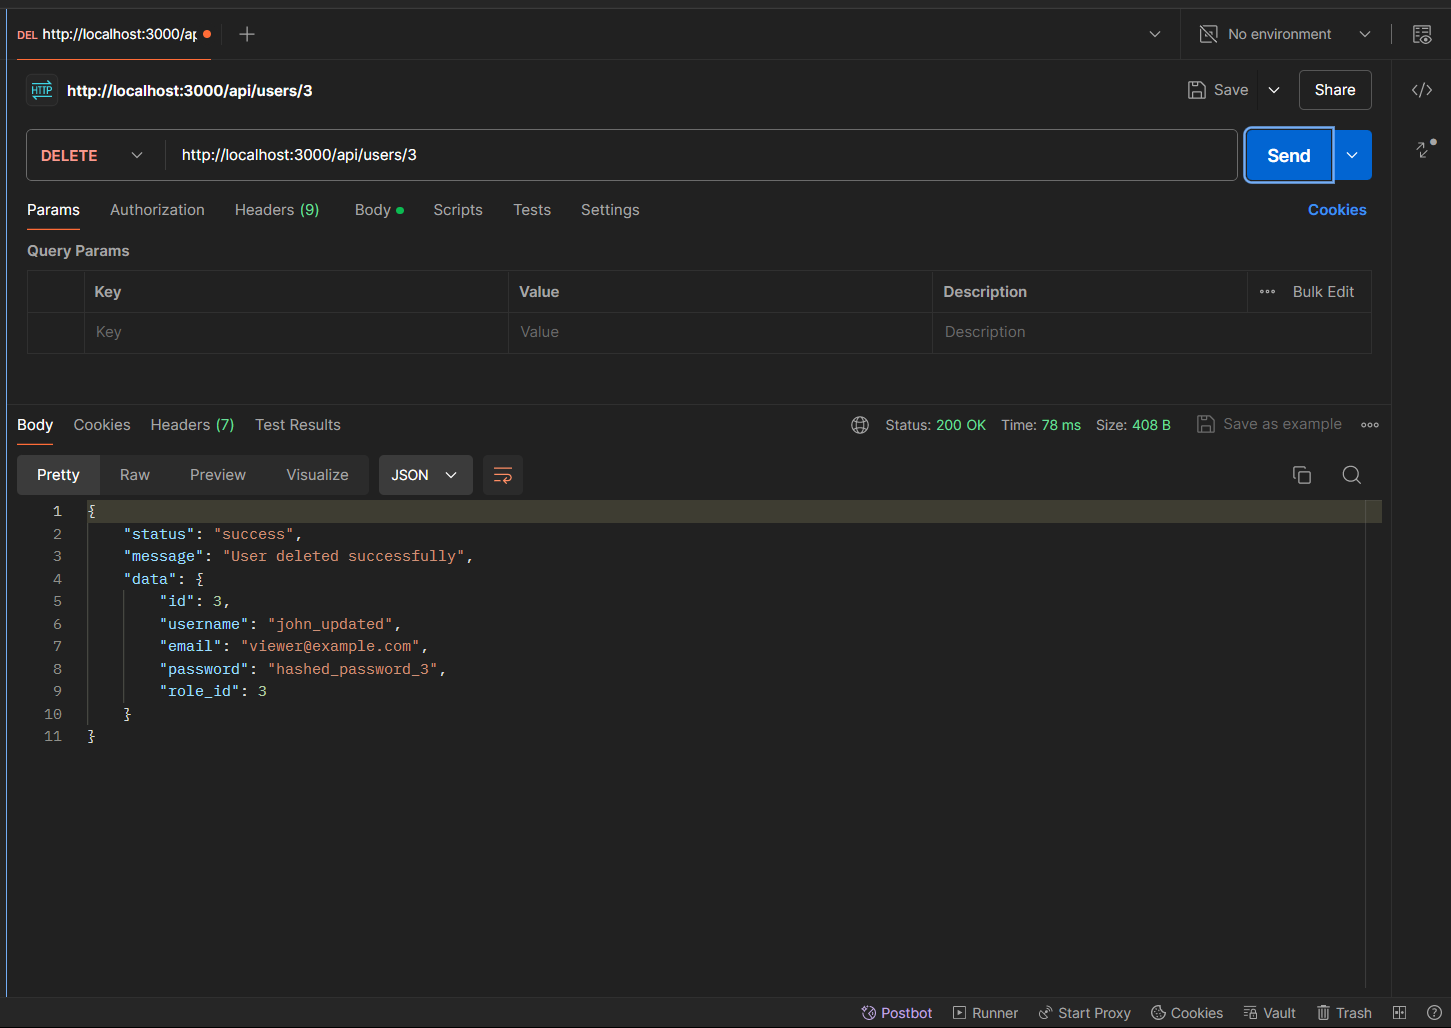 DEL http://localhost:3000/ap
No environment
HTTP http://localhost:3000/api/users/3
Save
Share
DELETE
http://localhost:3000/api/users/3
Send
Params Authorization Headers (9) Body Scripts Tests Settings Cookies
Query Params
Key Value Description Bulk Edit
Key Value Description
Body Cookies Headers (7) Test Results Status: 200 OK Time: 78 ms Size: 408 B Save as example
Pretty Raw Preview Visualize JSON
1 {
2 "status": "success",
3 "message": "User deleted successfully",
4 "data": {
5 "id": 3,
6 "username": "john_updated",
7 "email": "viewer@example.com",
8 "password": "hashed_password_3",
9 "role_id": 3
10 }
11 }
Postbot Runner Start Proxy Cookies Vault Trash